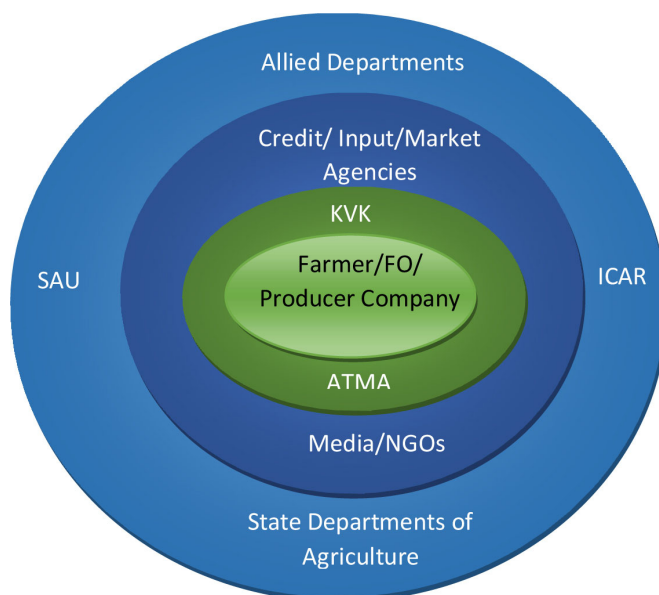 Allied Departments
Credit/ Input/Market
Agencies
KVK
Farmer/FO/
Producer Company
SAU
ICAR
ATMA
Media/NGOs
State Departments of
Agriculture